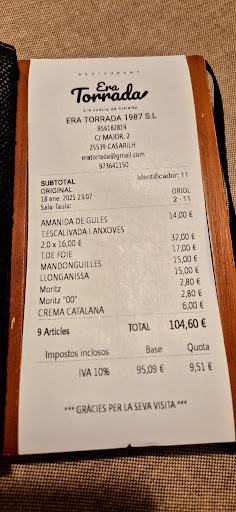 RESTAURANT
Era
Torrada
ERA TORRADA 1987 S.L
B56182819
C/ MAJOR, 2
25539 CASARILH
eratorrada@gmail.com
973641150
SUBTOTAL Identificador: 11
ORIGINAL
18 ene. 2025 23:07 ORIOL
Sala-Taula: 2 - 11
AMANIDA DE GULES 14,00 €
T.ESCALIVADA I ANXOVES
2.0 x 16,00 € 32,00 €
T.DE FOIE 17,00 €
MANDONGUILLES 15,00 €
LLONGANISSA 15,00 €
Moritz 2,80 €
Moritz "00" 2,80 €
CREMA CATALANA 6,00 €
9 Articles TOTAL 104,60 €
Impostos inclosos Base Quota
IVA 10% 95,09 € 9,51 €
*** GRÀCIES PER LA SEVA VISITA ***